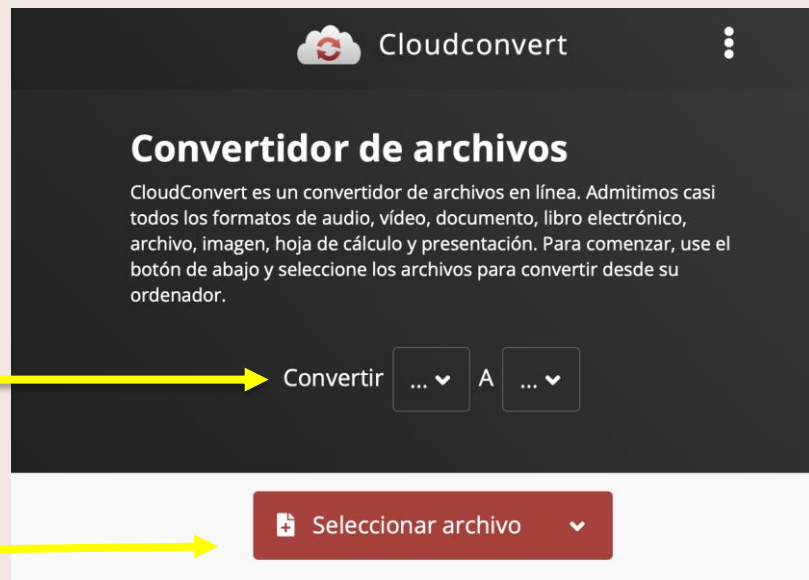 Cloudconvert
Convertidor de archivos
CloudConvert es un convertidor de archivos en línea. Admitimos casi
todos los formatos de audio, vídeo, documento, libro electrónico,
archivo, imagen, hoja de cálculo y presentación. Para comenzar, use el
botón de abajo y seleccione los archivos para convertir desde su
ordenador.
Convertir ... A ...
Seleccionar archivo